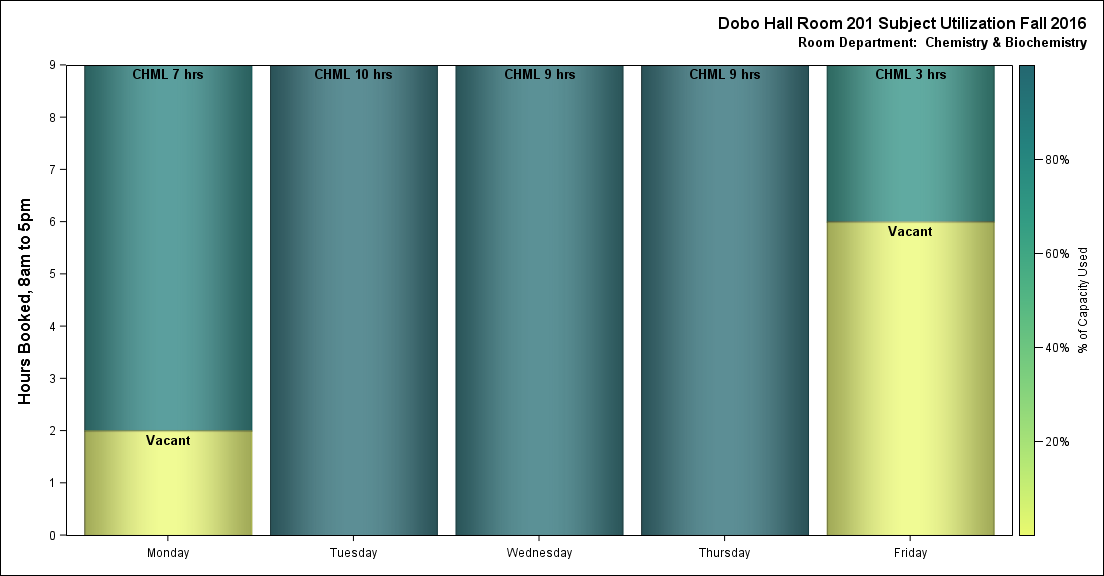 Dobo Hall Room 201 Subject Utilization Fall 2016
Room Department:  Chemistry & Biochemistry
Hours Booked, 8am to 5pm
9
8
7
6
5
4
3
2
1
0
CHML 7 hrs
CHML 10 hrs
CHML 9 hrs
CHML 9 hrs
CHML 3 hrs
Vacant
Vacant
Monday
Tuesday
Wednesday
Thursday
Friday
80%
60%
40%
20%
% of Capacity Used